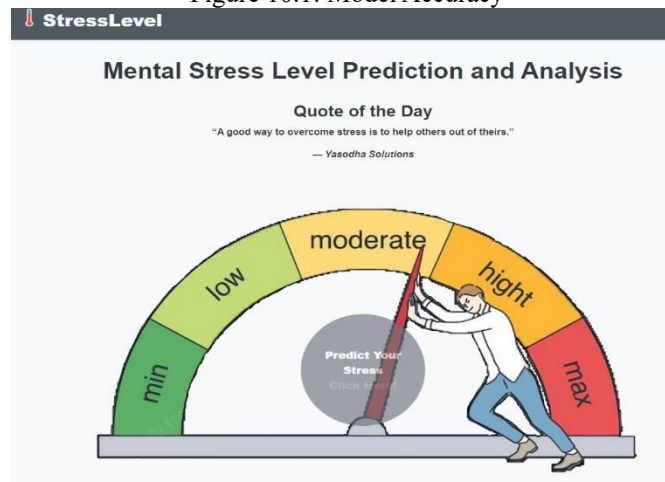 Figure 10.1: Model Accuracy
StressLevel
Mental Stress Level Prediction and Analysis
Quote of the Day
"A good way to overcome stress is to help others out of theirs."
— Yasodha Solutions
min
low
moderate
hight
max
Predict Your
Stress
Click Here!